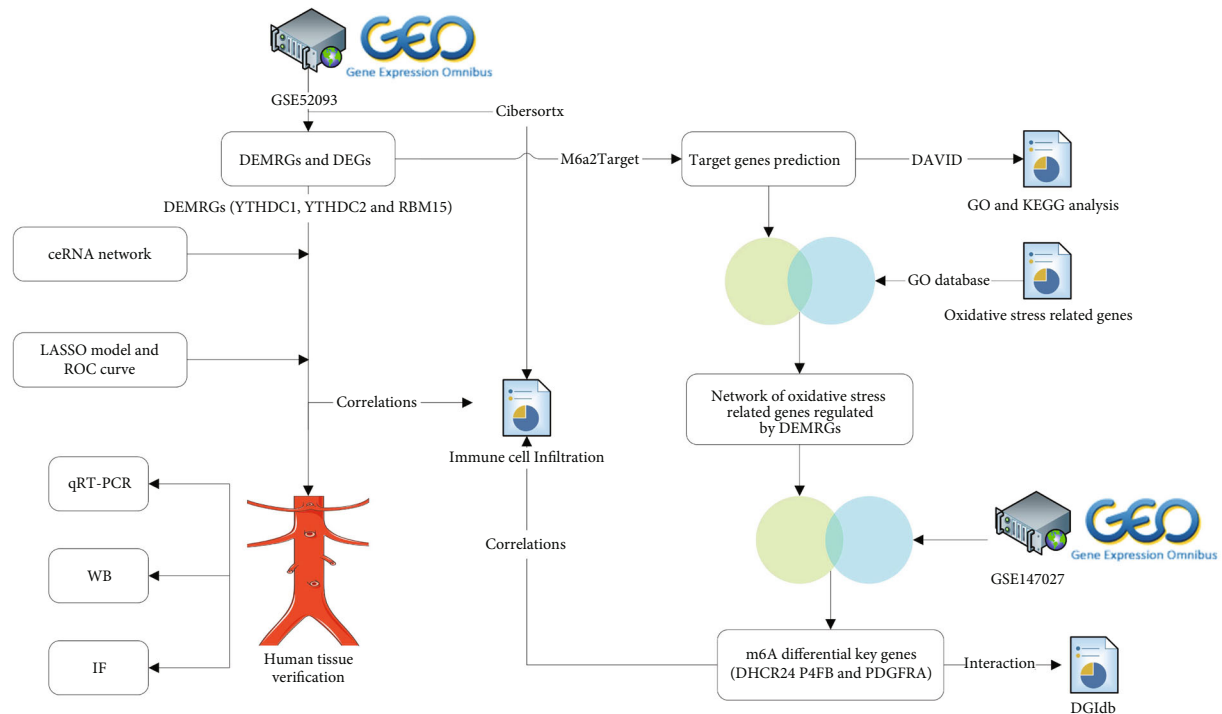 GEO
Gene Expression Omnibus
GSE52093
Cibersortx
DEMRGs and DEGs
M6a2Target
Target genes prediction
DAVID
GO and KEGG analysis
DEMRGs (YTHDC1, YTHDC2 and RBM15)
ceRNA network
GO database
Oxidative stress related genes
LASSO model and
ROC curve
Correlations
Immune cell Infiltration
Network of oxidative stress
related genes regulated
by DEMRGs
qRT-PCR
WB
IF
Human tissue
verification
Correlations
GEO
Gene Expression Omnibus
GSE147027
m6A differential key genes
(DHCR24 P4FB and PDGFRA)
Interaction
DGIdb